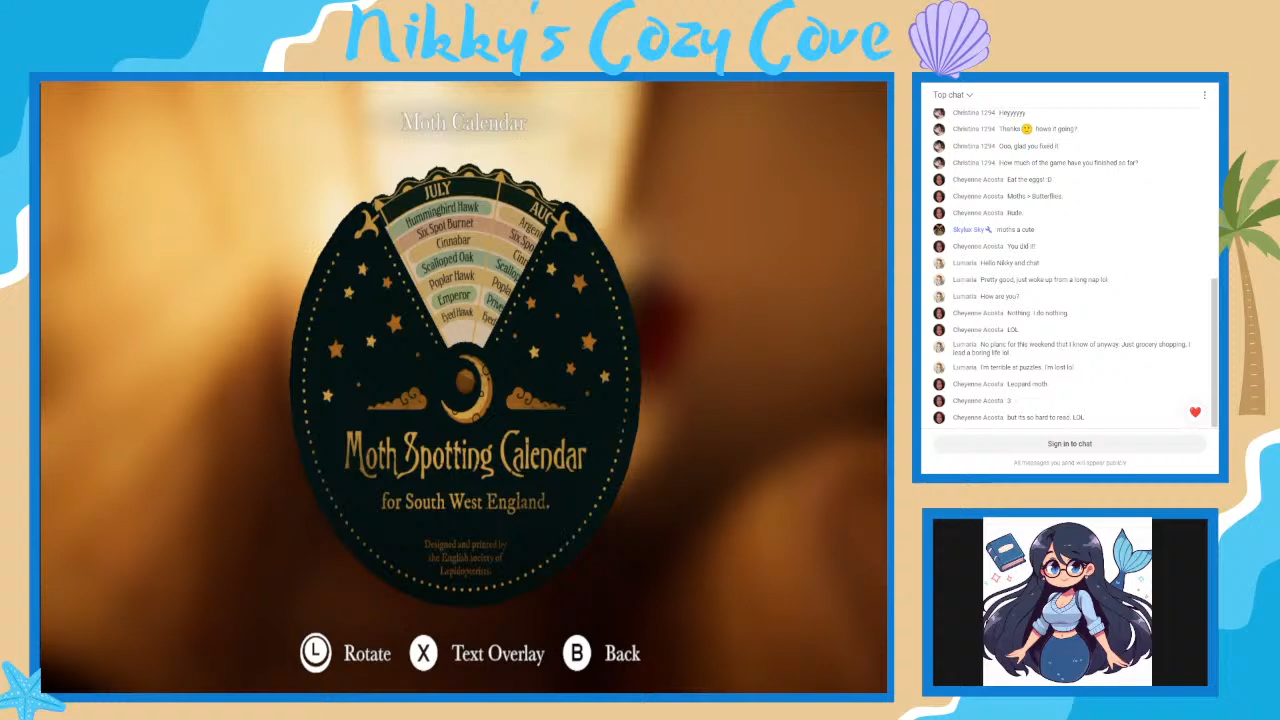 Nikky's Cozy Cove
Moth Calendar
JULY
AUG
Hummingbird Hawk
Six Spot Burnet
Cinnabar
Scalloped Oak
Poplar Hawk
Emperor
Eyed Hawk
Moth Spotting Calendar
for South West England.
Designed and printed by
the English society of
Lepidopterists.
L Rotate X Text Overlay B Back
Top chat
Christina 1294 Heyyyyyy
Christina 1294 Thanks 🙂 hows it going?
Christina 1294 Ooo, glad you fixed it
Christina 1294 How much of the game have you finished so far?
Cheyenne Acosta Eat the eggs! :D
Cheyenne Acosta Moths > Butterflies.
Cheyenne Acosta Rude.
Skylux Sky moths a cute
Cheyenne Acosta You did it!
Lumaria Hello Nikky and chat
Lumaria Pretty good, just woke up from a long nap lol
Lumaria How are you?
Cheyenne Acosta Nothing. I do nothing.
Cheyenne Acosta LOL
Lumaria No plans for this weekend that I know of anyway. Just grocery shopping, I
lead a boring life lol
Lumaria I'm terrible at puzzles. I'm lost lol
Cheyenne Acosta Leopard moth.
Cheyenne Acosta :3
Cheyenne Acosta but its so hard to read. LOL
Sign in to chat
All messages you send will appear publicly